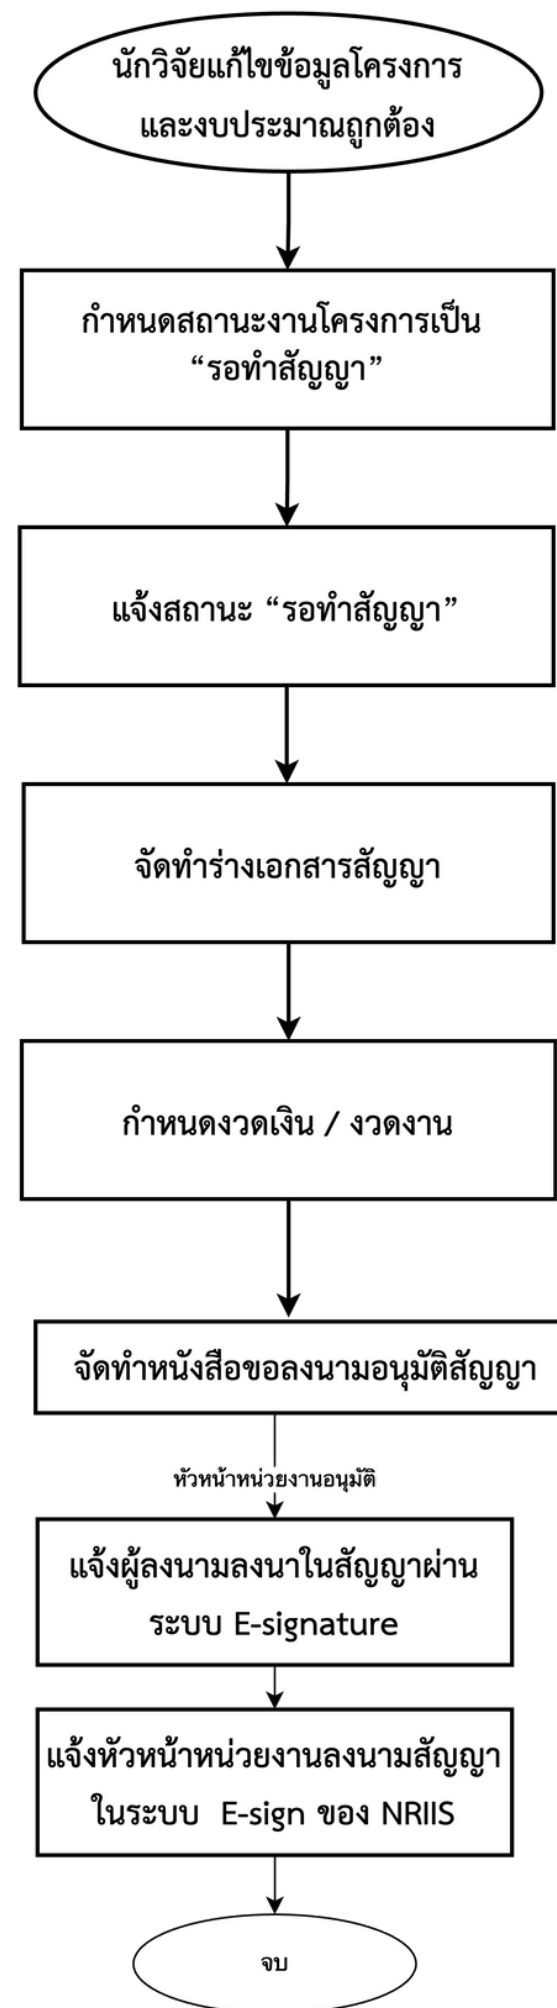 นักวิจัยแก้ไขข้อมูลโครงการ
และงบประมาณถูกต้อง
กำหนดสถานะงานโครงการเป็น
“รอทำสัญญา”
แจ้งสถานะ “รอทำสัญญา”
จัดทำร่างเอกสารสัญญา
กำหนดงวดเงิน / งวดงาน
จัดทำหนังสือขอลงนามอนุมัติสัญญา
หัวหน้าหน่วยงานอนุมัติ
แจ้งผู้ลงนามลงนาในสัญญาผ่าน
ระบบ E-signature
แจ้งหัวหน้าหน่วยงานลงนามสัญญา
ในระบบ E-sign ของ NRIIS
จบ